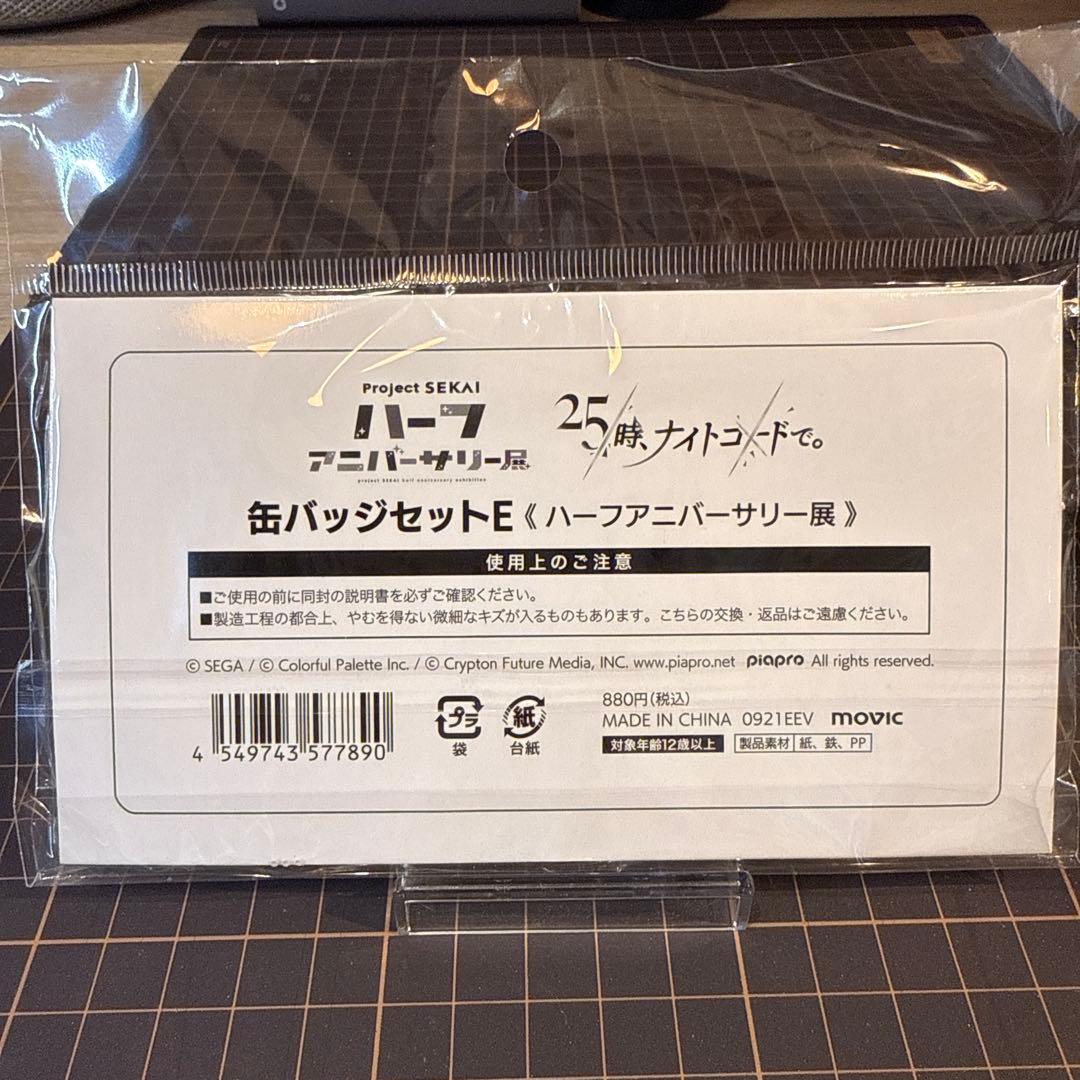 Project SEKAI
ハーフ
アニバーサリー展
project SEKAI half anniversary exhibition
25時、ナイトコードで。
缶バッジセットE《ハーフアニバーサリー展》
使用上のご注意
■ご使用の前に同封の説明書を必ずご確認ください。
■製造工程の都合上、やむを得ない微細なキズが入るものもあります。こちらの交換・返品はご遠慮ください。
© SEGA / © Colorful Palette Inc. / © Crypton Future Media, INC. www.piapro.net piapro All rights reserved.
4 549743 577890
プラ
袋
紙
台紙
880円(税込)
MADE IN CHINA 0921EEV movic
対象年齢12歳以上 製品素材 紙、鉄、PP